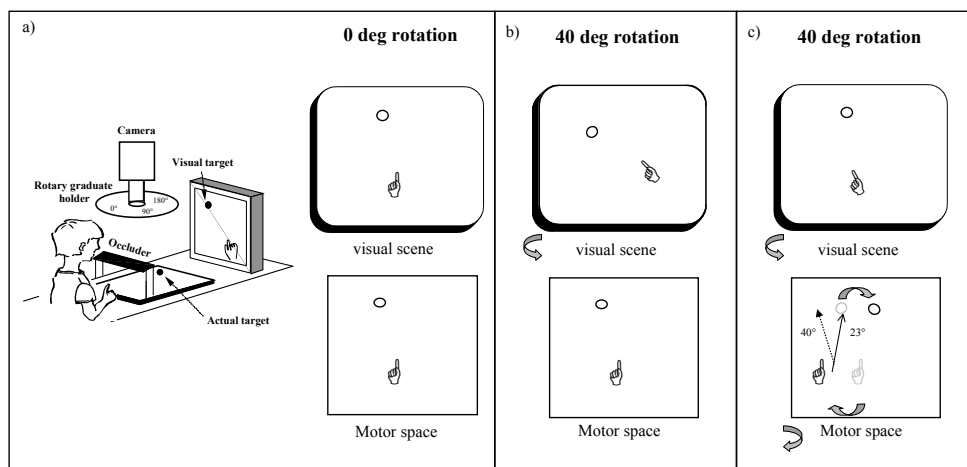 a)
0 deg rotation
Camera
Visual target
Rotary graduate
holder
0°
90°
180°
Occluder
Actual target
visual scene
Motor space
b)
40 deg rotation
visual scene
Motor space
c)
40 deg rotation
visual scene
40°
23°
Motor space